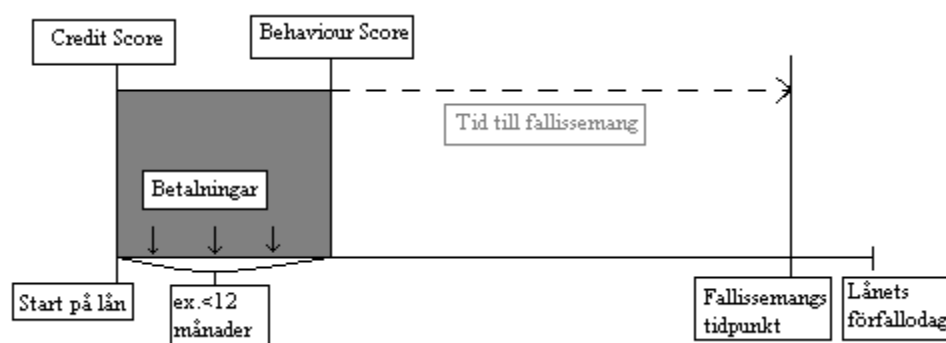 Credit Score
Behaviour Score
Tid till fallissemang
Betalningar
Start på lån
ex.<12
månader
Fallissemangs
tidpunkt
Lånets
förfallodag